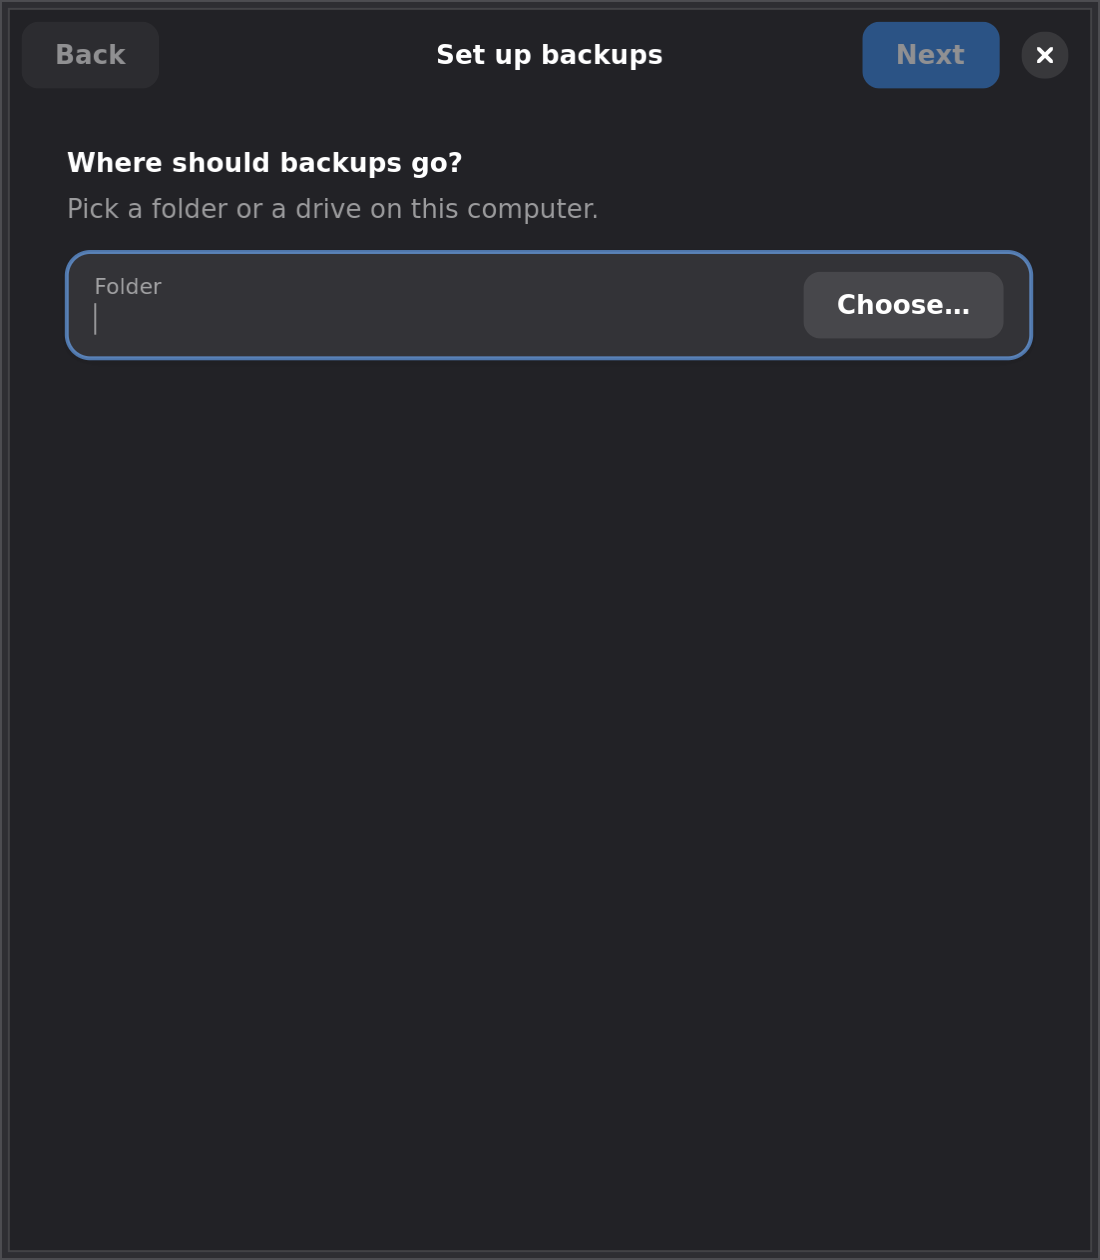 Back
Set up backups
Next
Where should backups go?
Pick a folder or a drive on this computer.
Folder
Choose…